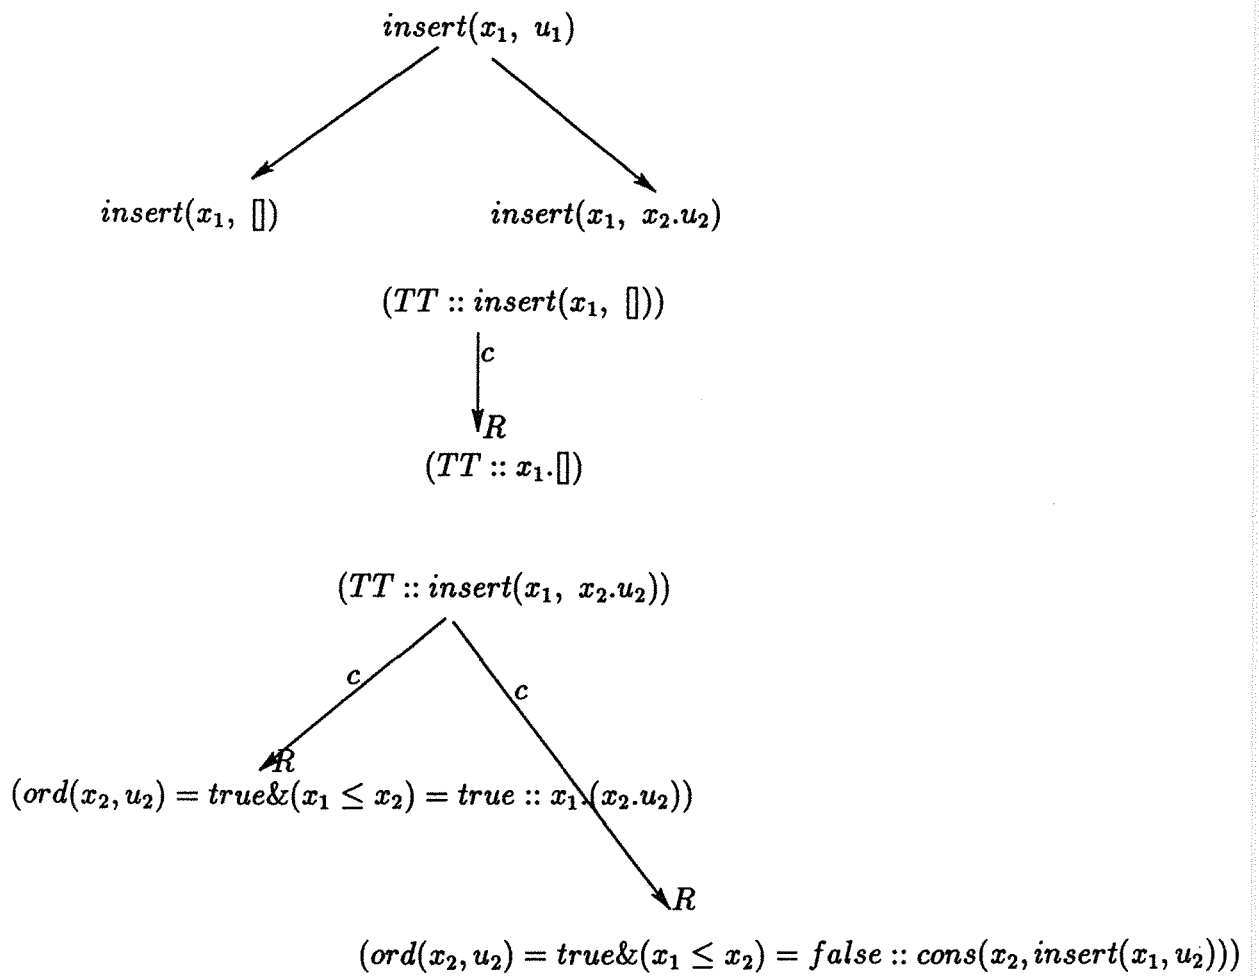 insert(x₁, u₁)
insert(x₁, []) insert(x₁, x₂.u₂)
(TT :: insert(x₁, []))
c
R
(TT :: x₁.[])
(TT :: insert(x₁, x₂.u₂))
c c
R
(ord(x₂, u₂) = true&(x₁ ≤ x₂) = true :: x₁.(x₂.u₂))
R
(ord(x₂, u₂) = true&(x₁ ≤ x₂) = false :: cons(x₂, insert(x₁, u₂)))